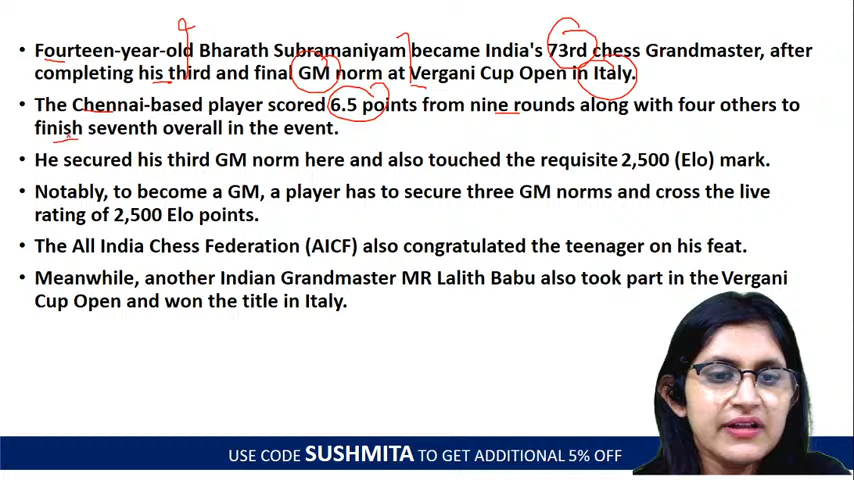 • Fourteen-year-old Bharath Subramaniyam became India's 73rd chess Grandmaster, after
completing his third and final GM norm at Vergani Cup Open in Italy.
• The Chennai-based player scored 6.5 points from nine rounds along with four others to
finish seventh overall in the event.
• He secured his third GM norm here and also touched the requisite 2,500 (Elo) mark.
• Notably, to become a GM, a player has to secure three GM norms and cross the live
rating of 2,500 Elo points.
• The All India Chess Federation (AICF) also congratulated the teenager on his feat.
• Meanwhile, another Indian Grandmaster MR Lalith Babu also took part in the Vergani
Cup Open and won the title in Italy.
USE CODE SUSHMITA TO GET ADDITIONAL 5% OFF